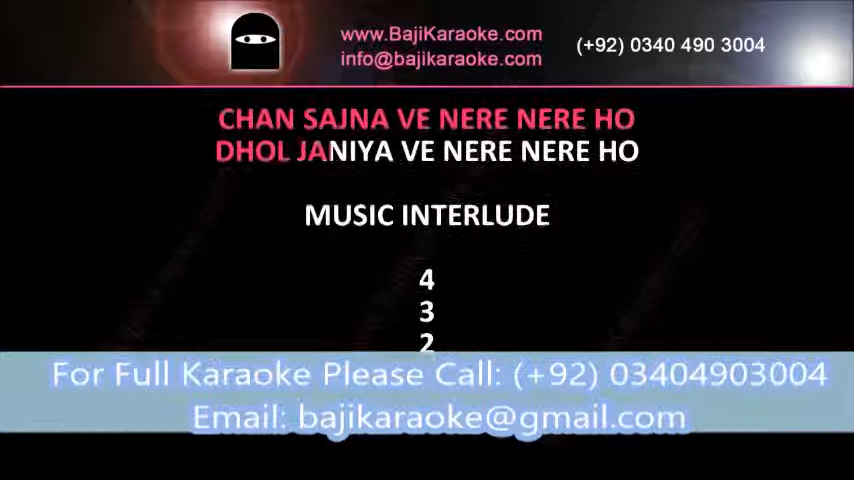 www.BajiKaraoke.com
info@bajikaraoke.com
(+92) 0340 490 3004
CHAN SAJNA VE NERE NERE HO
DHOL JANIYA VE NERE NERE HO
MUSIC INTERLUDE
4
3
2
For Full Karaoke Please Call: (+92) 03404903004
Email: bajikaraoke@gmail.com